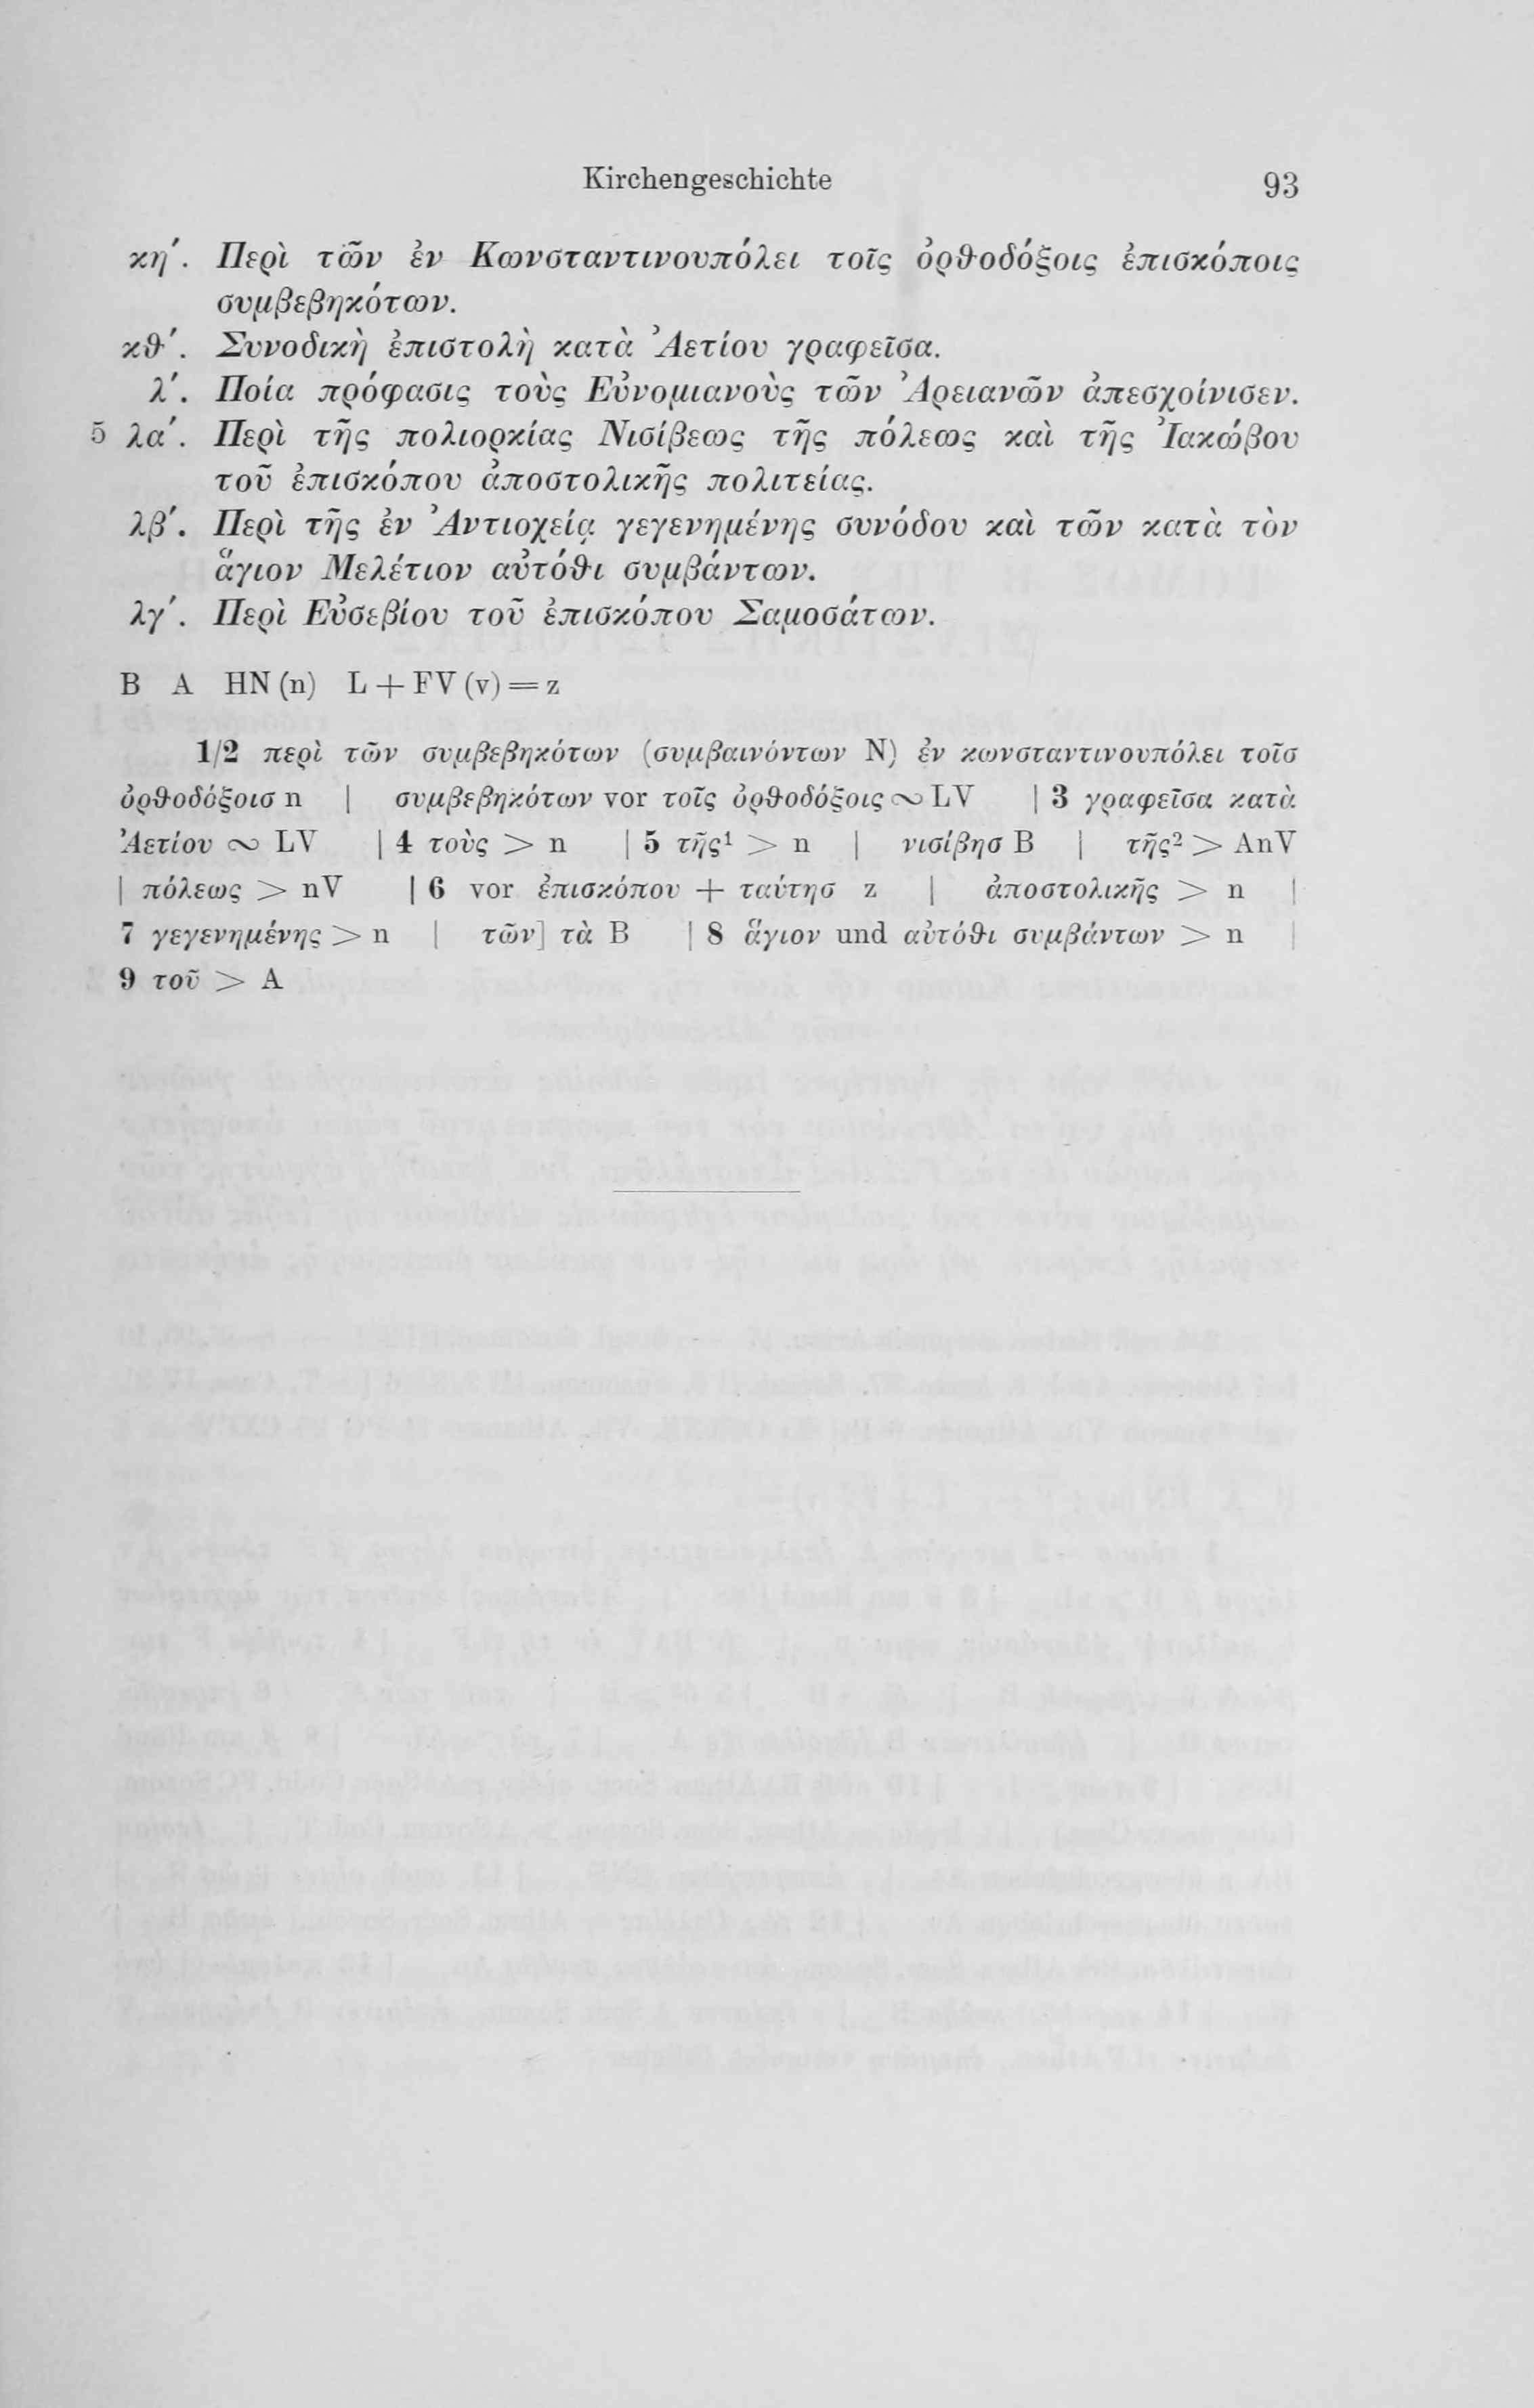 Kirchengeschichte 93
κη΄. Περὶ τῶν ἐν Κωνσταντινουπόλει τοῖς ὀρθοδόξοις ἐπισκόποις
συμβεβηκότων.
κθ΄. Συνοδικὴ ἐπιστολὴ κατὰ Ἀετίου γραφεῖσα.
λ΄. Ποία πρόφασις τοὺς Εὐνομιανοὺς τῶν Ἀρειανῶν ἀπεσχοίνισεν.
5 λα΄. Περὶ τῆς πολιορκίας Νισίβεως τῆς πόλεως καὶ τῆς Ἰακώβου
τοῦ ἐπισκόπου ἀποστολικῆς πολιτείας.
λβ΄. Περὶ τῆς ἐν Ἀντιοχείᾳ γεγενημένης συνόδου καὶ τῶν κατὰ τὸν
ἅγιον Μελέτιον αὐτόθι συμβάντων.
λγ΄. Περὶ Εὐσεβίου τοῦ ἐπισκόπου Σαμοσάτων.
B A HN (n) L + FV (v) = z
1/2 περὶ τῶν συμβεβηκότων (συμβαινόντων N) ἐν κωνσταντινουπόλει τοῖσ
ὀρθοδόξοισ n | συμβεβηκότων vor τοῖς ὀρθοδόξοις ∾ LV | 3 γραφεῖσα κατὰ
Ἀετίου ∾ LV | 4 τοὺς > n | 5 τῆς¹ > n | νισίβησ B | τῆς² > AnV
| πόλεως > nV | 6 vor ἐπισκόπου + ταύτησ z | ἀποστολικῆς > n |
7 γεγενημένης > n | τῶν] τὰ B | 8 ἅγιον und αὐτόθι συμβάντων > n |
9 τοῦ > A